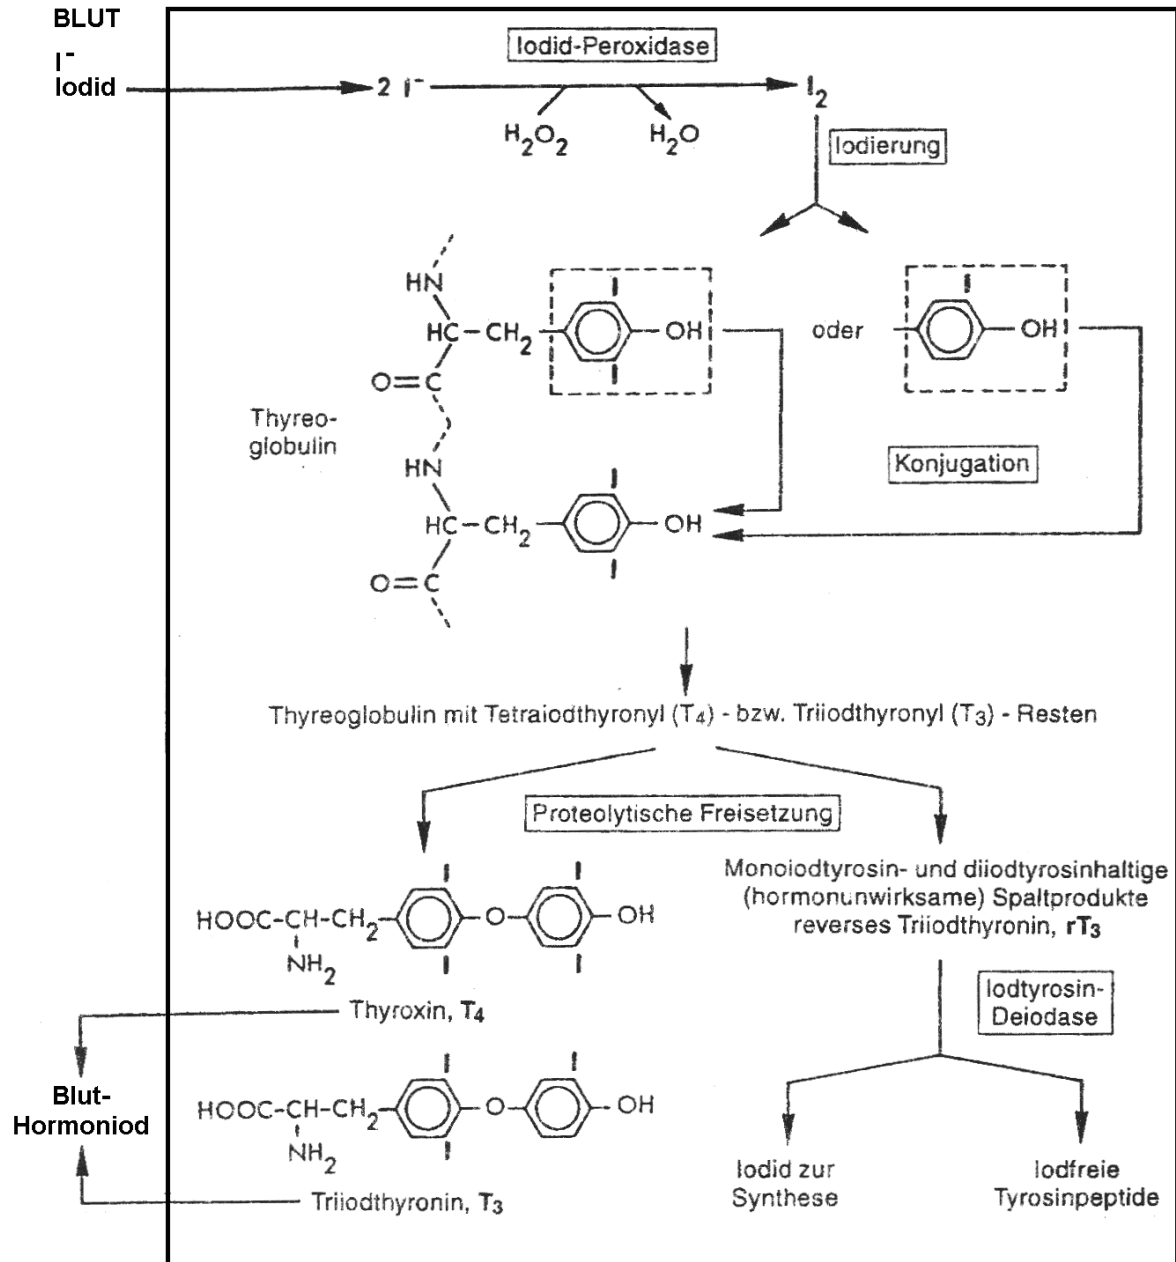 BLUT
I⁻
Iodid
2 I⁻
Iodid-Peroxidase
H₂O₂
H₂O
I₂
Iodierung
HN
I
I
HC-CH₂
OH
oder
OH
O=C
I
Thyreo-
globulin
Konjugation
HN
I
HC-CH₂
OH
O=C
I
Thyreoglobulin mit Tetraiodthyronyl (T₄) - bzw. Triiodthyronyl (T₃) - Resten
Proteolytische Freisetzung
I
I
HOOC-CH-CH₂
O
OH
NH₂
I
I
Thyroxin, T₄
Monoiodtyrosin- und diiodtyrosinhaltige
(hormonunwirksame) Spaltprodukte
reverses Triiodthyronin, rT₃
Iodtyrosin-
Deiodase
Blut-
Hormoniod
I
I
HOOC-CH-CH₂
O
OH
NH₂
I
Triiodthyronin, T₃
Iodid zur
Synthese
Iodfreie
Tyrosinpeptide